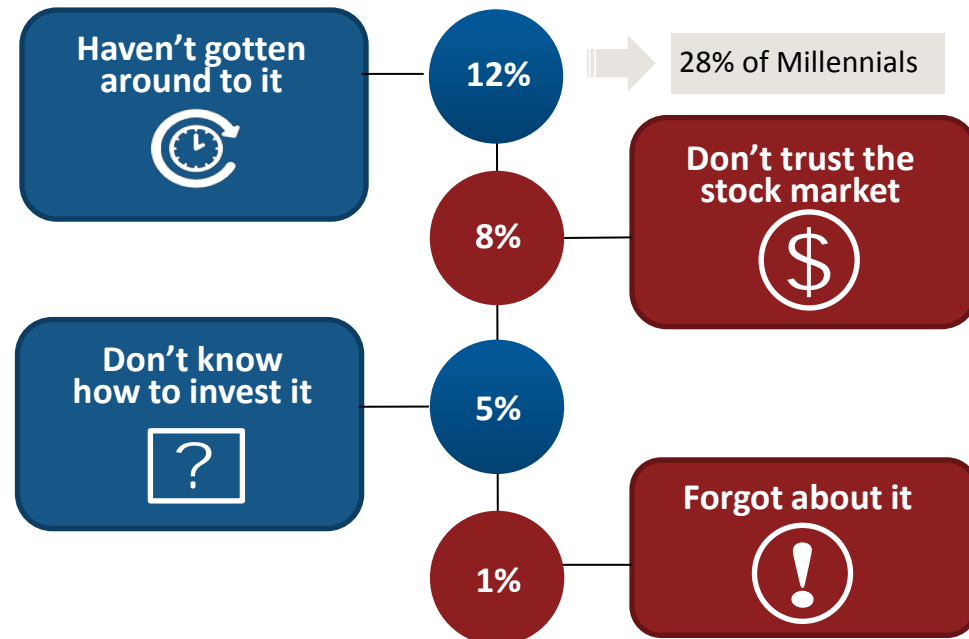 Haven’t gotten
around to it
12%
28% of Millennials
Don’t trust the
stock market
$
8%
Don’t know
how to invest it
?
5%
Forgot about it
!
1%